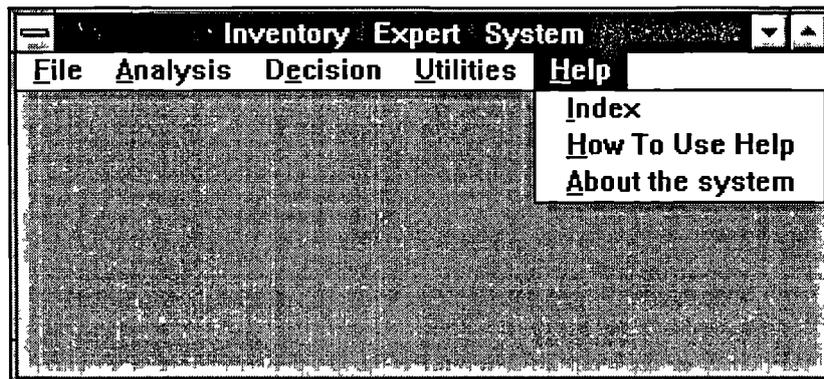 Inventory Expert System
File Analysis Decision Utilities Help
Index
How To Use Help
About the system